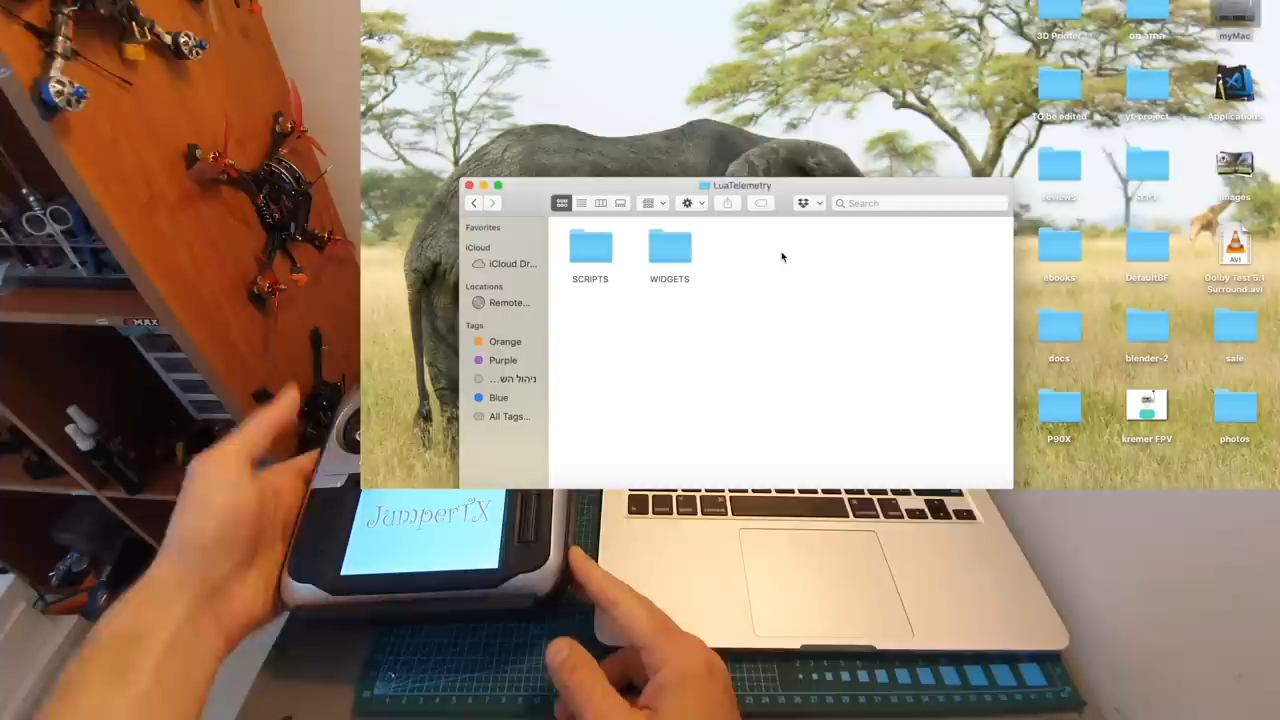 LuaTelemetry
Search
Favorites
iCloud
iCloud Dr...
Locations
Remote...
Tags
Orange
Purple
ניהול הש...
Blue
All Tags...
SCRIPTS
WIDGETS
3D Printer
myMac
TO be edited
yt-project
Applications
reviews
images
ebooks
DefaultBF
AVI
Dolby Test 5.1
Surround.avi
docs
blender-2
sale
P90X
kremer FPV
photos
JumperTX